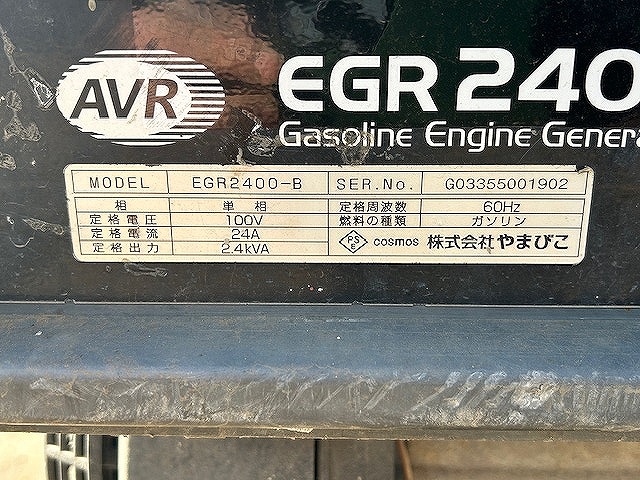 AVR
EGR 240
Gasoline Engine Genera
MODEL EGR2400-B SER.No. G03355001902
相 単相 定格周波数 60Hz
定格電圧 100V 燃料の種類 ガソリン
定格電流 24A
定格出力 2.4kVA
PSE cosmos 株式会社やまびこ